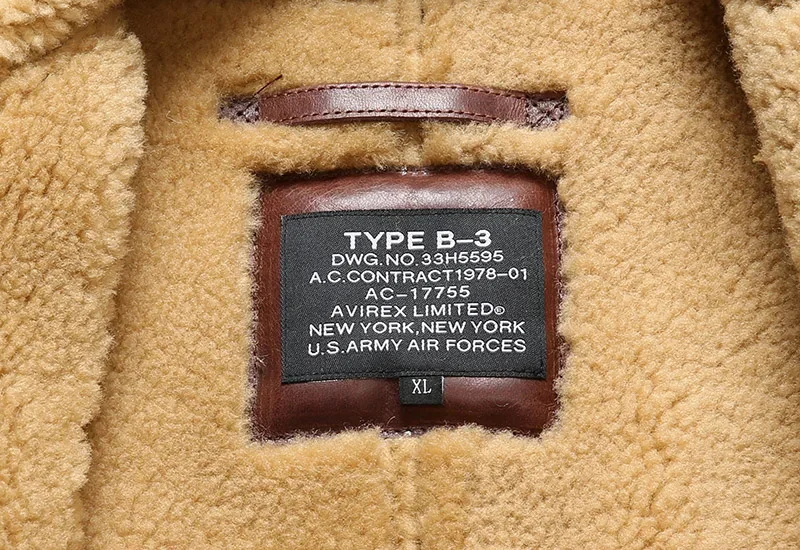 TYPE B-3
DWG.NO.33H5595
A.C.CONTRACT1978-01
AC-17755
AVIREX LIMITED®
NEW YORK,NEW YORK
U.S.ARMY AIR FORCES
XL